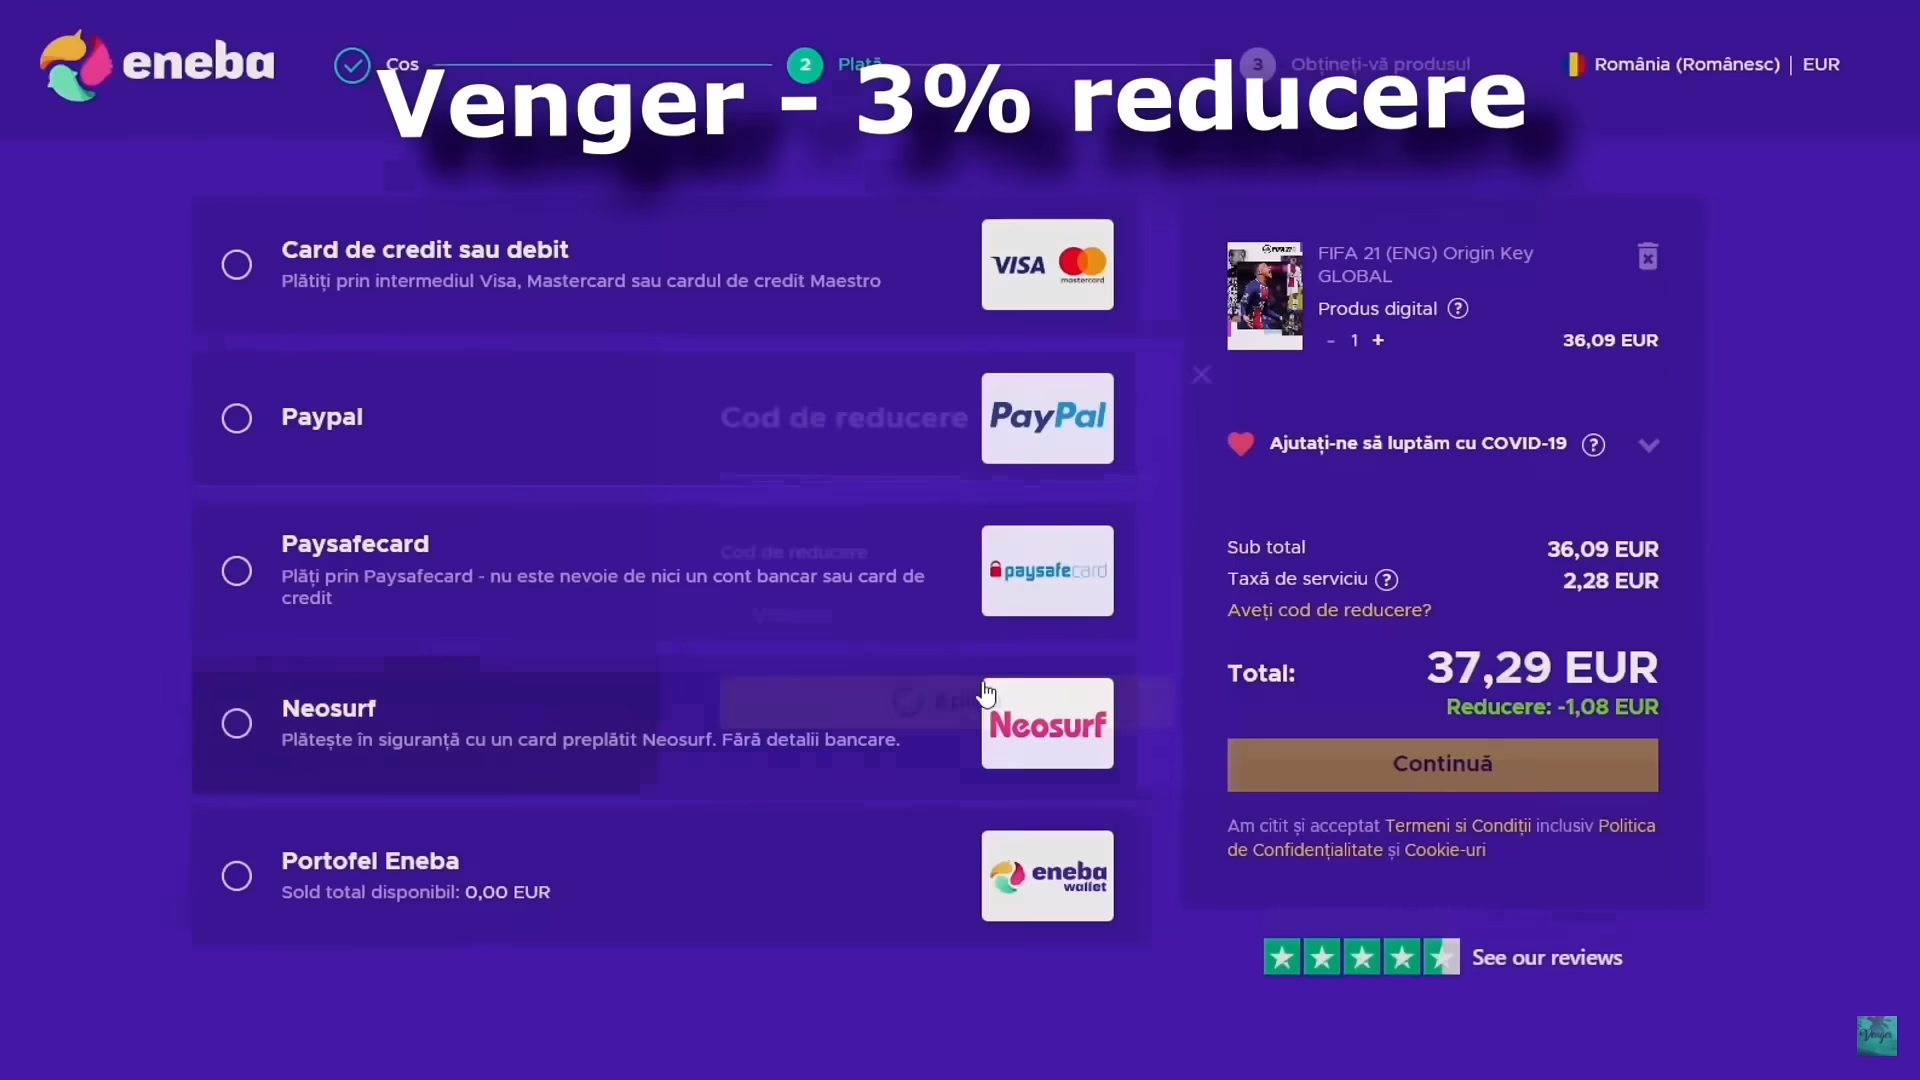 eneba
Cos
2
Plată
3
Obțineți-vă produsul
România (Românesc) | EUR
Venger - 3% reducere
Card de credit sau debit
Plătiți prin intermediul Visa, Mastercard sau cardul de credit Maestro
VISA
mastercard
Paypal
Cod de reducere
PayPal
Paysafecard
Cod de reducere
Plăți prin Paysafecard - nu este nevoie de nici un cont bancar sau card de
credit
paysafecard
Neosurf
Plătește în siguranță cu un card preplătit Neosurf. Fără detalii bancare.
Neosurf
Portofel Eneba
Sold total disponibil: 0,00 EUR
eneba
wallet
FIFA 21 (ENG) Origin Key
GLOBAL
Produs digital ?
- 1 +
36,09 EUR
Ajutați-ne să luptăm cu COVID-19 ?
Sub total
36,09 EUR
Taxă de serviciu ?
2,28 EUR
Aveți cod de reducere?
Total:
37,29 EUR
Reducere: -1,08 EUR
Continuă
Am citit și acceptat Termeni si Condiții inclusiv Politica
de Confidențialitate și Cookie-uri
See our reviews
Venger